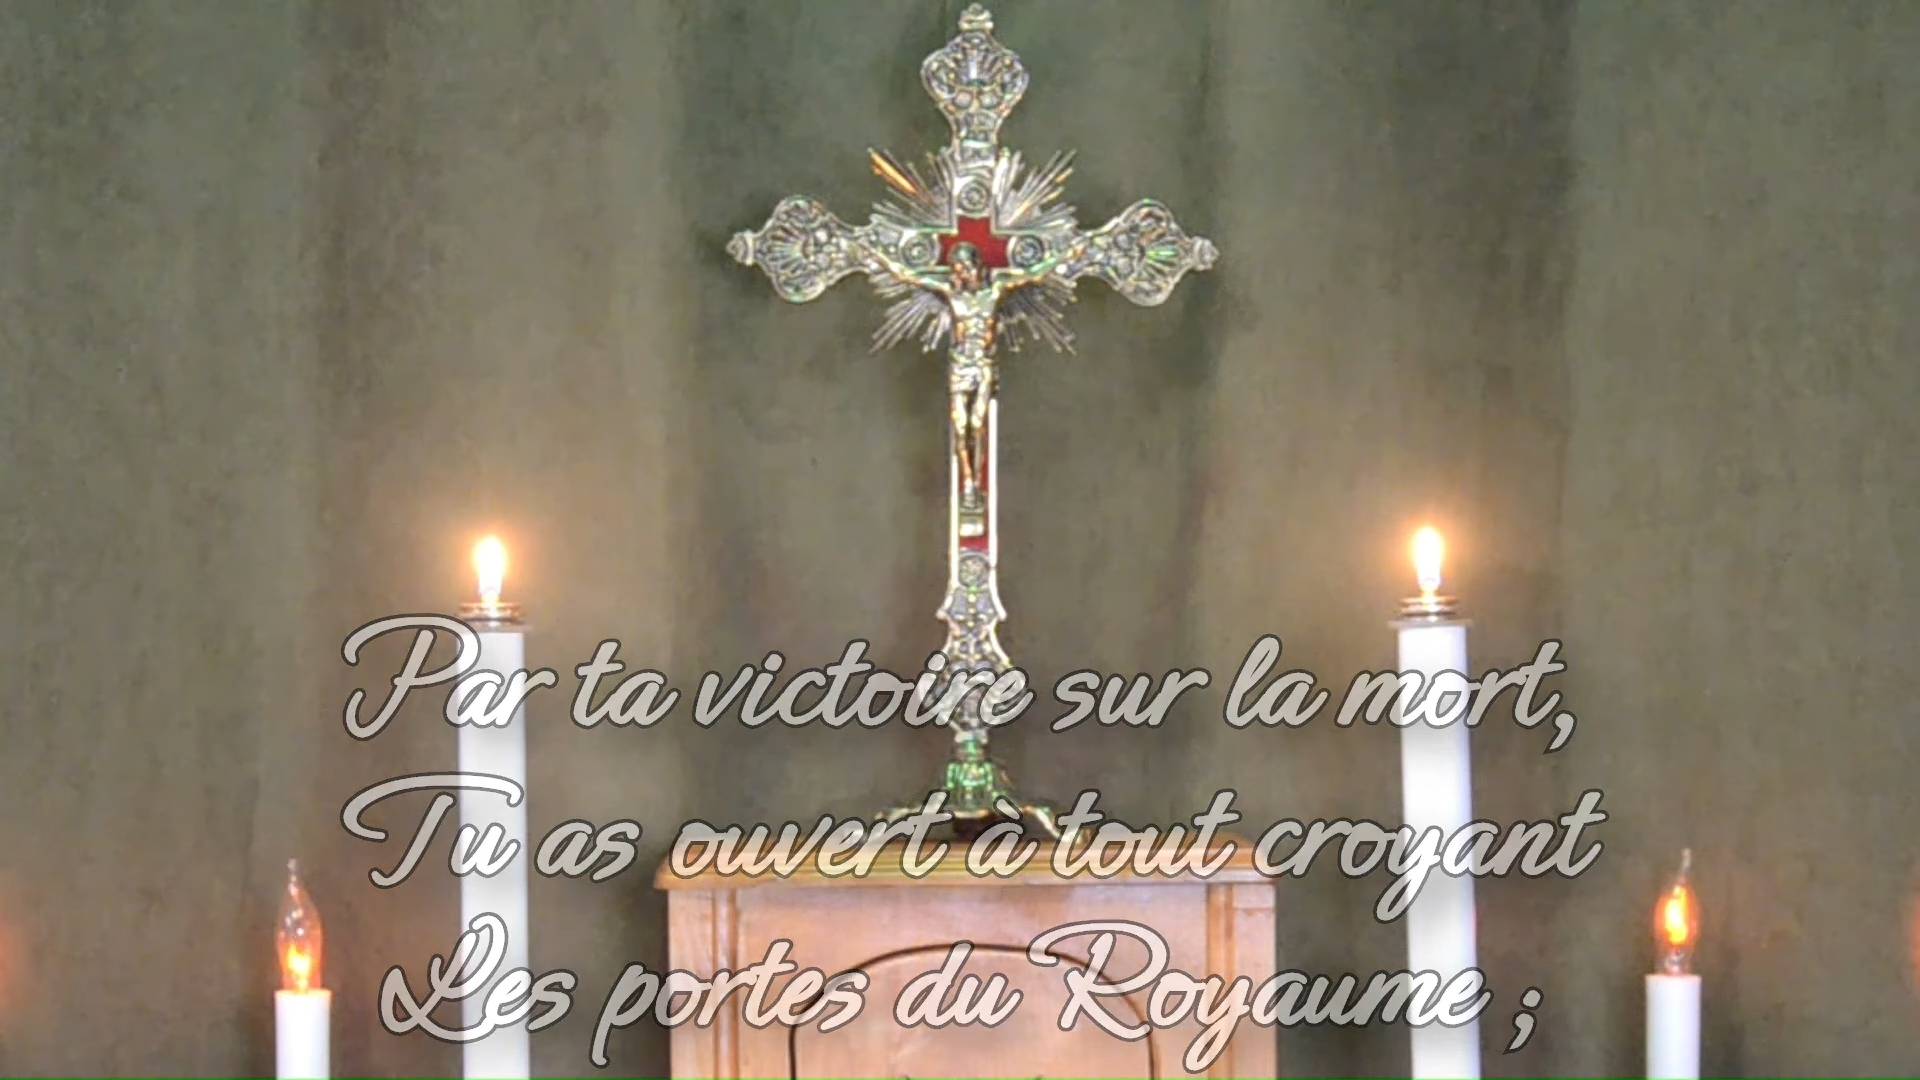 Par ta victoire sur la mort,
Tu as ouvert à tout croyant
Les portes du Royaume ;